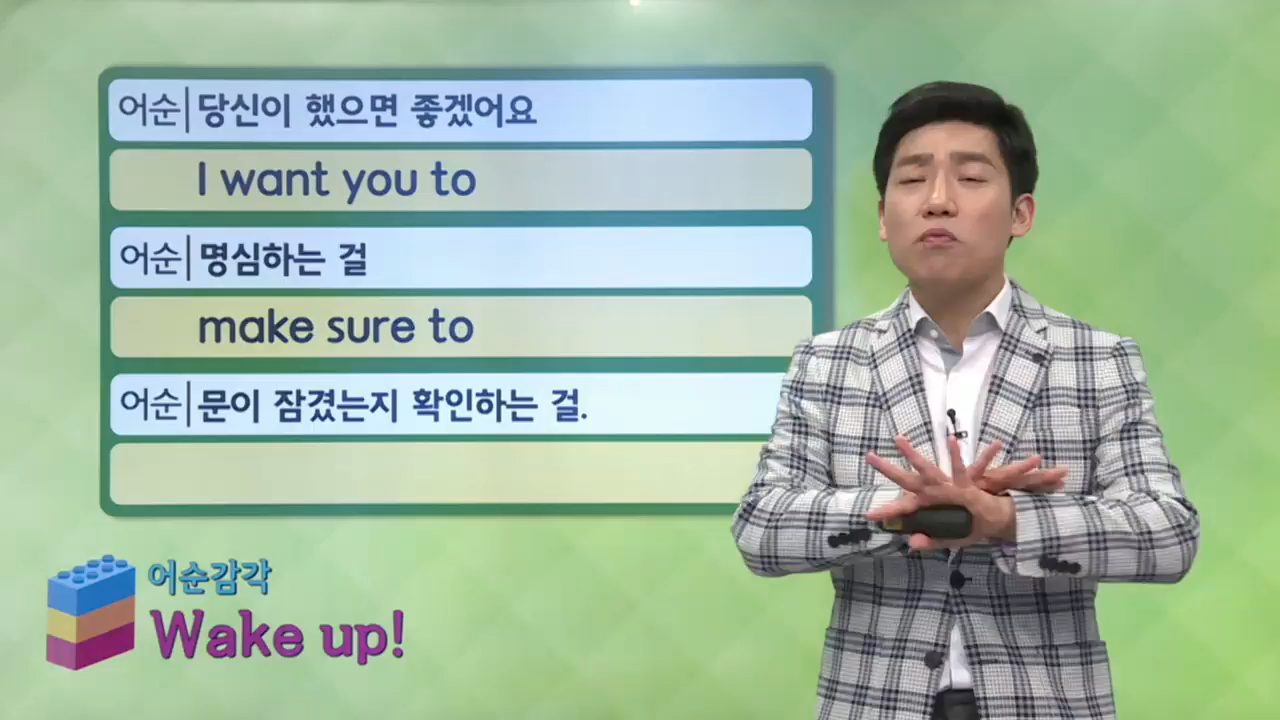 어순|당신이 했으면 좋겠어요
I want you to
어순|명심하는 걸
make sure to
어순|문이 잠겼는지 확인하는 걸.
어순감각
Wake up!